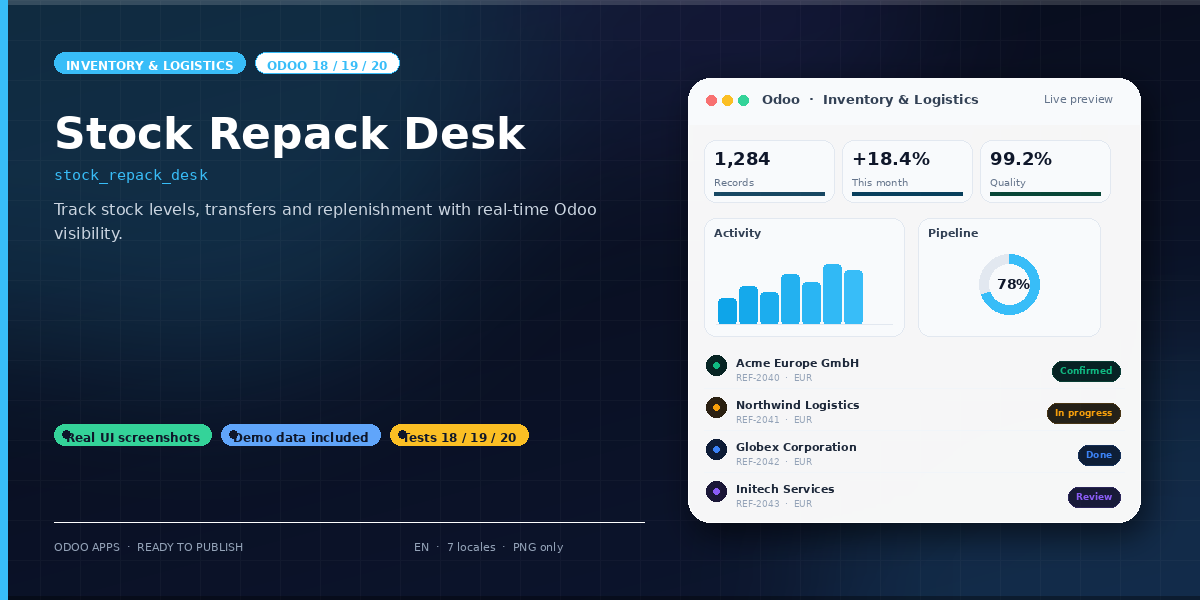 INVENTORY & LOGISTICS
ODOO 18 / 19 / 20
Stock Repack Desk
stock_repack_desk
Track stock levels, transfers and replenishment with real-time Odoo
visibility.
Real UI screenshots
Demo data included
Tests 18 / 19 / 20
ODOO APPS · READY TO PUBLISH
EN · 7 locales · PNG only
Odoo · Inventory & Logistics
Live preview
1,284
Records
+18.4%
This month
99.2%
Quality
Activity
Pipeline
78%
Acme Europe GmbH
REF-2040 · EUR
Confirmed
Northwind Logistics
REF-2041 · EUR
In progress
Globex Corporation
REF-2042 · EUR
Done
Initech Services
REF-2043 · EUR
Review